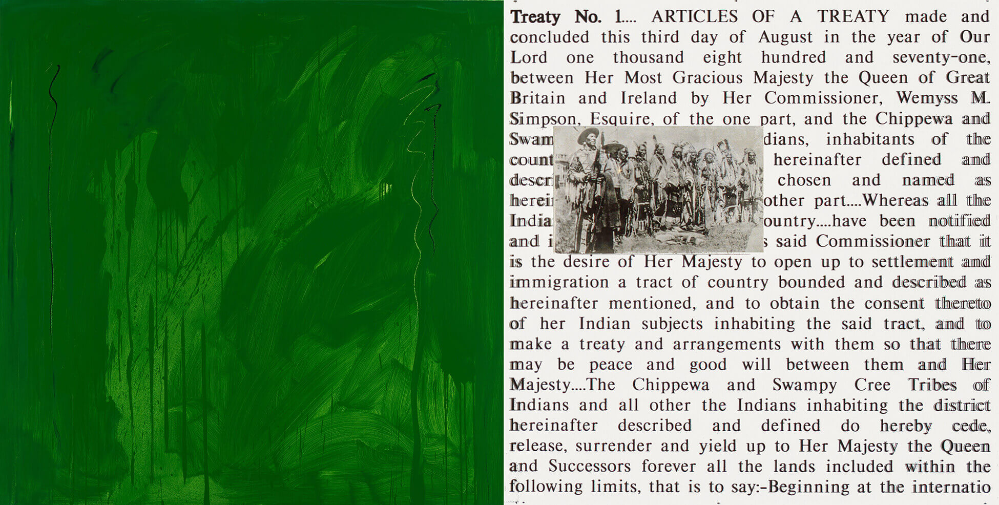 Treaty No. 1.... ARTICLES OF A TREATY made and
concluded this third day of August in the year of Our
Lord one thousand eight hundred and seventy-one,
between Her Most Gracious Majesty the Queen of Great
Britain and Ireland by Her Commissioner, Wemyss M.
Simpson, Esquire, of the one part, and the Chippewa and
Swam dians, inhabitants of the
count hereinafter defined and
descri chosen and named as
herei other part....Whereas all the
India ountry....have been notified
and i s said Commissioner that it
is the desire of Her Majesty to open up to settlement and
immigration a tract of country bounded and described as
hereinafter mentioned, and to obtain the consent thereto
of her Indian subjects inhabiting the said tract, and to
make a treaty and arrangements with them so that there
may be peace and good will between them and Her
Majesty....The Chippewa and Swampy Cree Tribes of
Indians and all other the Indians inhabiting the district
hereinafter described and defined do hereby cede,
release, surrender and yield up to Her Majesty the Queen
and Successors forever all the lands included within the
following limits, that is to say:-Beginning at the internatio